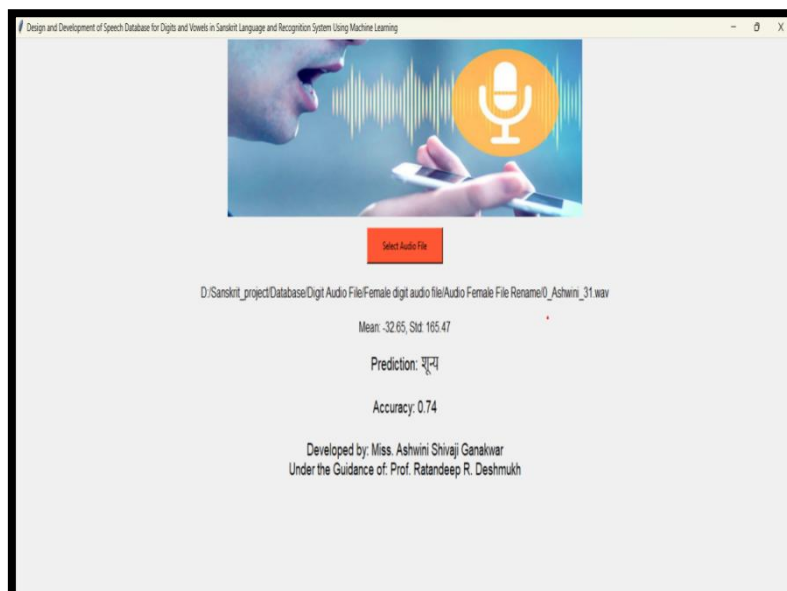 Design and Development of Speech Database for Digits and Vowels in Sanskrit Language and Recognition System Using Machine Learning
Select Audio File
D:/Sanskrit_project/Database/Digit Audio File/Female digit audio file/Audio Female File Rename/0_Ashwini_31.wav
Mean: -32.65, Std: 165.47
Prediction: शून्य
Accuracy: 0.74
Developed by: Miss. Ashwini Shivaji Ganakwar
Under the Guidance of: Prof. Ratandeep R. Deshmukh